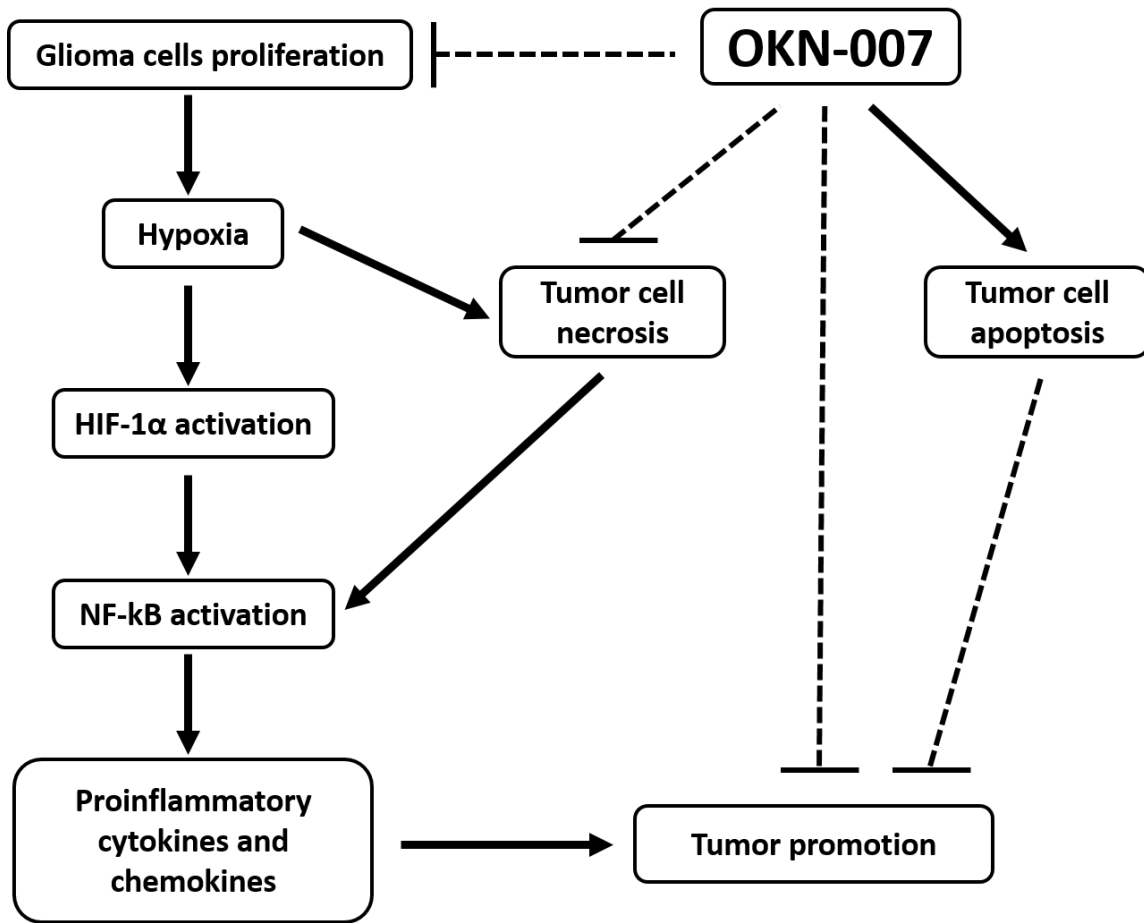 Glioma cells proliferation
OKN-007
Hypoxia
Tumor cell
necrosis
Tumor cell
apoptosis
HIF-1α activation
NF-kB activation
Proinflammatory
cytokines and
chemokines
Tumor promotion